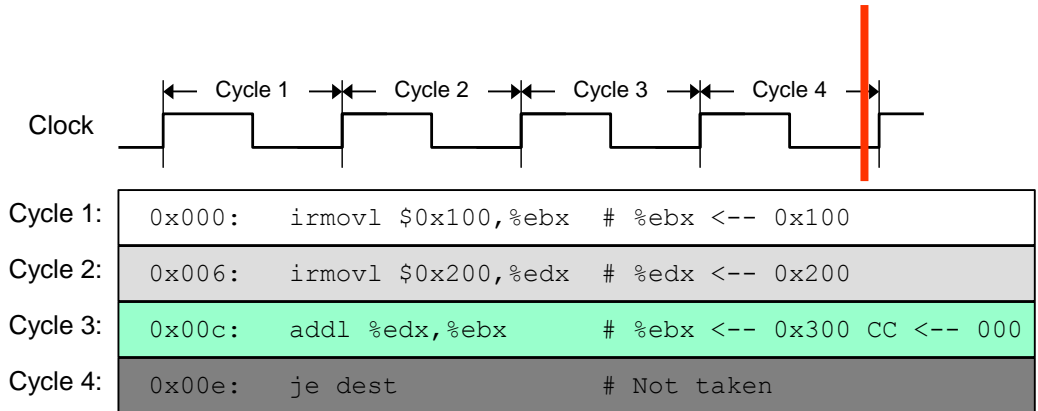 Cycle 1 Cycle 2 Cycle 3 Cycle 4
Clock
Cycle 1: 0x000: irmovl $0x100,%ebx # %ebx <-- 0x100
Cycle 2: 0x006: irmovl $0x200,%edx # %edx <-- 0x200
Cycle 3: 0x00c: addl %edx,%ebx # %ebx <-- 0x300 CC <-- 000
Cycle 4: 0x00e: je dest # Not taken